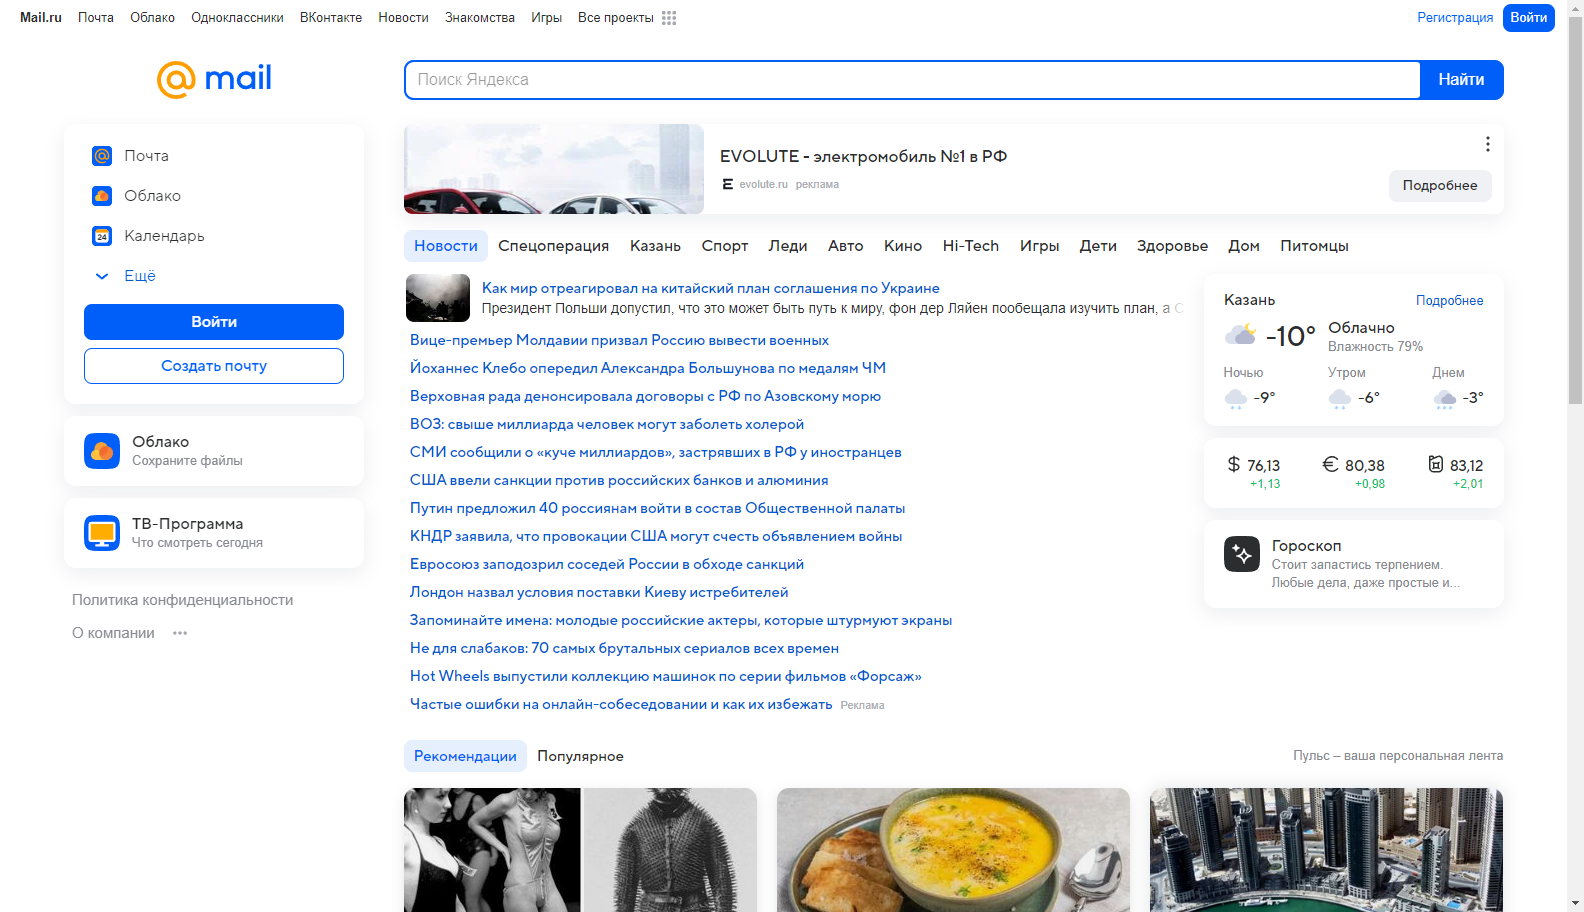 Mail.ru Почта Облако Одноклассники ВКонтакте Новости Знакомства Игры Все проекты Регистрация Войти
@mail
Поиск Яндекса Найти
Почта
Облако
24 Календарь
Ещё
Войти
Создать почту
Облако
Сохраните файлы
ТВ-Программа
Что смотреть сегодня
Политика конфиденциальности
О компании ···
EVOLUTE - электромобиль №1 в РФ
evolute.ru реклама
Подробнее
Новости Спецоперация Казань Спорт Леди Авто Кино Hi-Tech Игры Дети Здоровье Дом Питомцы
Как мир отреагировал на китайский план соглашения по Украине
Президент Польши допустил, что это может быть путь к миру, фон дер Ляйен пообещала изучить план, а С
Вице-премьер Молдавии призвал Россию вывести военных
Йоханнес Клебо опередил Александра Большунова по медалям ЧМ
Верховная рада денонсировала договоры с РФ по Азовскому морю
ВОЗ: свыше миллиарда человек могут заболеть холерой
СМИ сообщили о «куче миллиардов», застрявших в РФ у иностранцев
США ввели санкции против российских банков и алюминия
Путин предложил 40 россиянам войти в состав Общественной палаты
КНДР заявила, что провокации США могут счесть объявлением войны
Евросоюз заподозрил соседей России в обходе санкций
Лондон назвал условия поставки Киеву истребителей
Запоминайте имена: молодые российские актеры, которые штурмуют экраны
Не для слабаков: 70 самых брутальных сериалов всех времен
Hot Wheels выпустили коллекцию машинок по серии фильмов «Форсаж»
Частые ошибки на онлайн-собеседовании и как их избежать Реклама
Казань Подробнее
-10° Облачно
Влажность 79%
Ночью Утром Днем
-9° -6° -3°
$ 76,13 € 80,38 83,12
+1,13 +0,98 +2,01
Гороскоп
Стоит запастись терпением.
Любые дела, даже простые и...
Рекомендации Популярное Пульс – ваша персональная лента